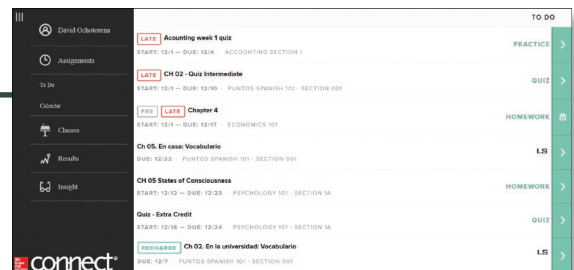 TO DO
David Ochotorena
Assignments
To Do
Calendar
Classes
Results
Insight
connect®
LATE Acounting week 1 quiz
START: 12/1 — DUE: 12/4 · ACCOUNTING SECTION 1
PRACTICE
LATE CH 02 - Quiz Intermediate
START: 12/1 — DUE: 12/10 · PUNTOS SPANISH 101 - SECTION 001
QUIZ
PRE LATE Chapter 4
START: 12/1 — DUE: 12/17 · ECONOMICS 101
HOMEWORK
Ch 05. En casa: Vocabulario
DUE: 12/22 · PUNTOS SPANISH 101 - SECTION 001
LS
CH 05 States of Consciousness
START: 12/12 — DUE: 12/23 · PSYCHOLOGY 101 - SECTION 1A
HOMEWORK
Quiz - Extra Credit
START: 12/18 — DUE: 12/24 · PSYCHOLOGY 101 - SECTION 1A
QUIZ
RECHARGE Ch 02. En la universidad: Vocabulario
DUE: 12/7 · PUNTOS SPANISH 101 - SECTION 001
LS